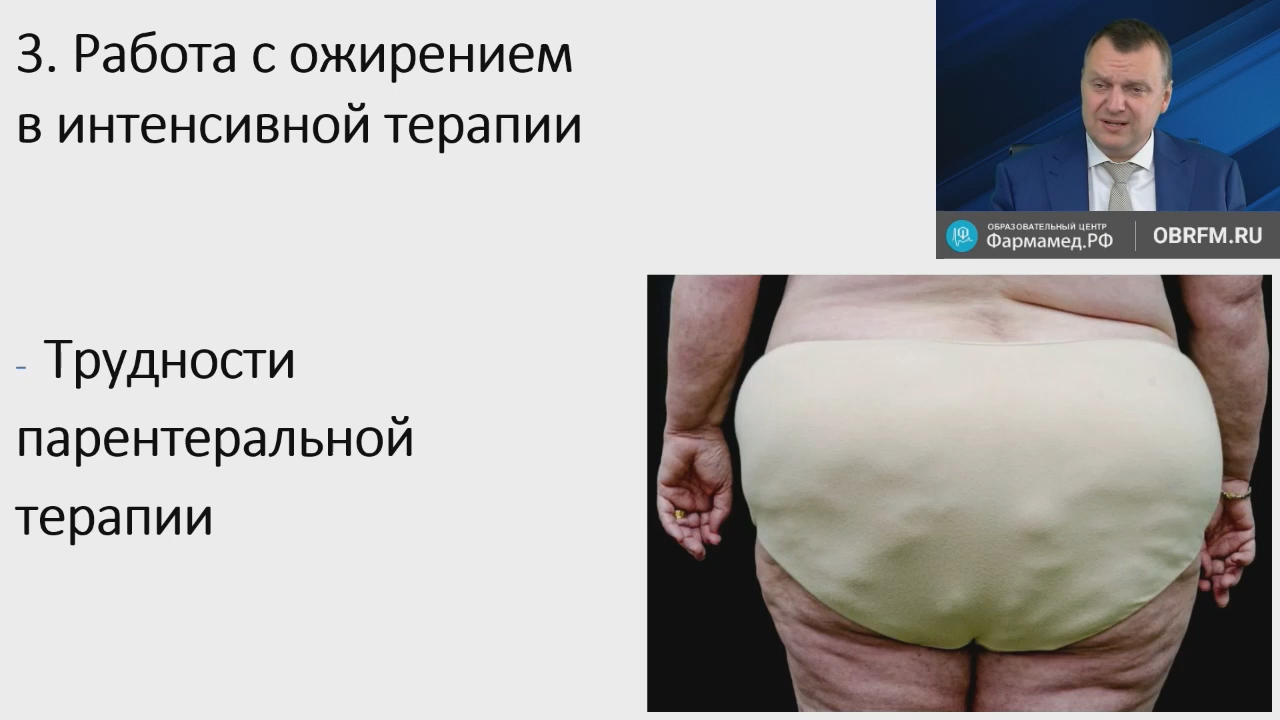 3. Работа с ожирением
в интенсивной терапии
ОБРАЗОВАТЕЛЬНЫЙ ЦЕНТР
Фармамед.РФ
OBRFM.RU
- Трудности
парентеральной
терапии